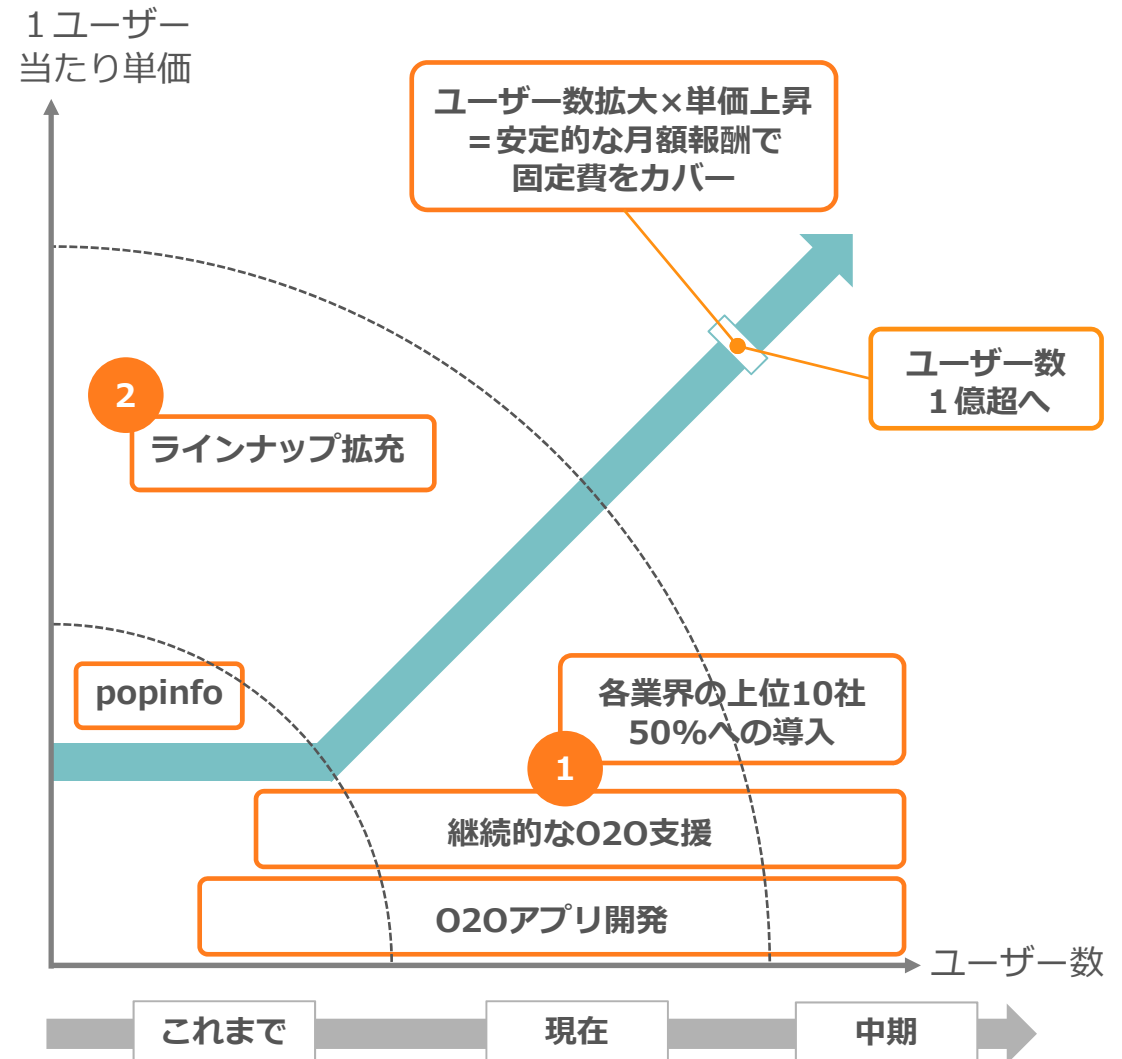 １ユーザー
当たり単価
ユーザー数拡大×単価上昇
＝安定的な月額報酬で
固定費をカバー
ユーザー数
１億超へ
2
ラインナップ拡充
popinfo
各業界の上位10社
50%への導入
1
継続的なO2O支援
O2Oアプリ開発
ユーザー数
これまで
現在
中期